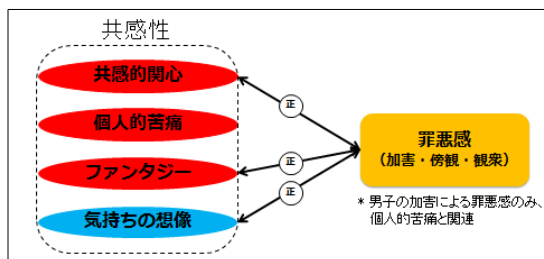 共感性
共感的関心
個人的苦痛
ファンタジー
気持ちの想像
正
正
正
罪悪感
（加害・傍観・観衆）
* 男子の加害による罪悪感のみ、
個人的苦痛と関連